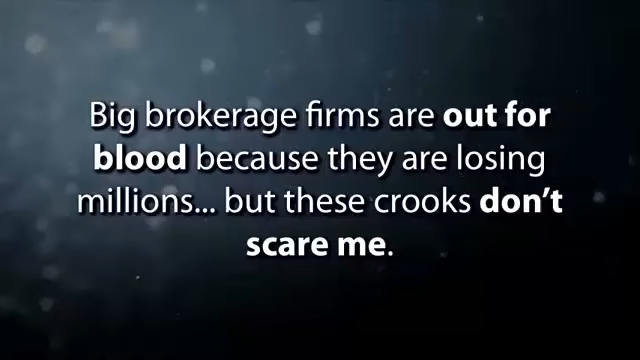 Big brokerage firms are out for
blood because they are losing
millions... but these crooks don’t
scare me.